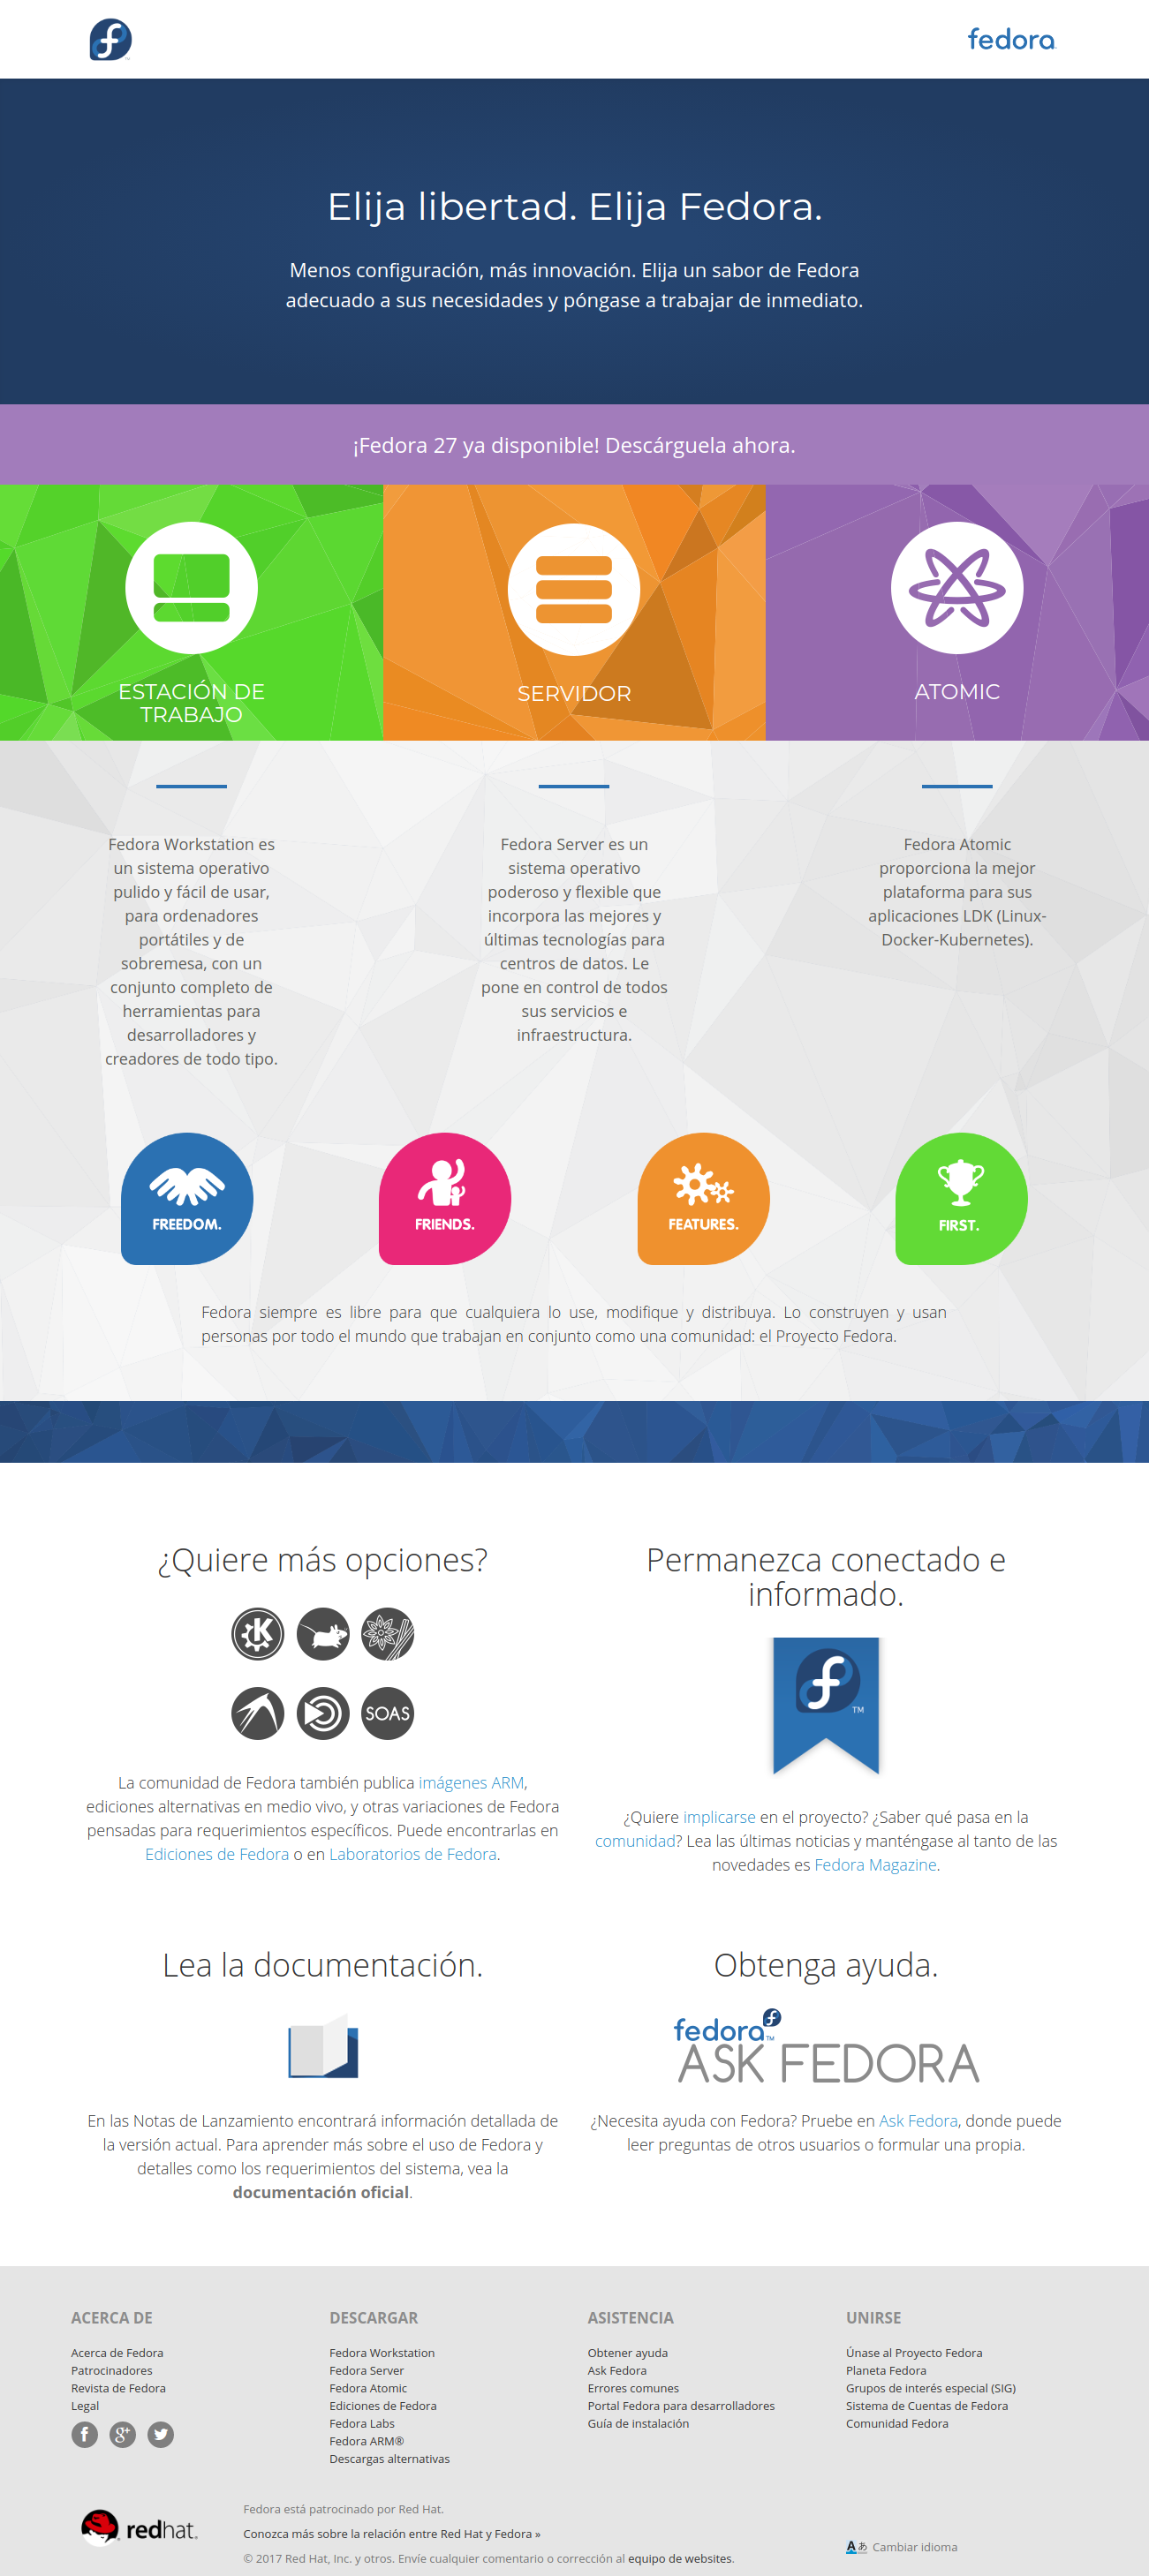 fedora
Elija libertad. Elija Fedora.
Menos configuración, más innovación. Elija un sabor de Fedora
adecuado a sus necesidades y póngase a trabajar de inmediato.
¡Fedora 27 ya disponible! Descárguela ahora.
ESTACIÓN DE
TRABAJO
SERVIDOR
ATOMIC
Fedora Workstation es
un sistema operativo
pulido y fácil de usar,
para ordenadores
portátiles y de
sobremesa, con un
conjunto completo de
herramientas para
desarrolladores y
creadores de todo tipo.
Fedora Server es un
sistema operativo
poderoso y flexible que
incorpora las mejores y
últimas tecnologías para
centros de datos. Le
pone en control de todos
sus servicios e
infraestructura.
Fedora Atomic
proporciona la mejor
plataforma para sus
aplicaciones LDK (Linux-
Docker-Kubernetes).
FREEDOM.
FRIENDS.
FEATURES.
FIRST.
Fedora siempre es libre para que cualquiera lo use, modifique y distribuya. Lo construyen y usan
personas por todo el mundo que trabajan en conjunto como una comunidad: el Proyecto Fedora.
¿Quiere más opciones?
SOAS
La comunidad de Fedora también publica imágenes ARM,
ediciones alternativas en medio vivo, y otras variaciones de Fedora
pensadas para requerimientos específicos. Puede encontrarlas en
Ediciones de Fedora o en Laboratorios de Fedora.
Permanezca conectado e
informado.
TM
¿Quiere implicarse en el proyecto? ¿Saber qué pasa en la
comunidad? Lea las últimas noticias y manténgase al tanto de las
novedades es Fedora Magazine.
Lea la documentación.
En las Notas de Lanzamiento encontrará información detallada de
la versión actual. Para aprender más sobre el uso de Fedora y
detalles como los requerimientos del sistema, vea la
documentación oficial.
Obtenga ayuda.
fedora™
ASK FEDORA
¿Necesita ayuda con Fedora? Pruebe en Ask Fedora, donde puede
leer preguntas de otros usuarios o formular una propia.
ACERCA DE
Acerca de Fedora
Patrocinadores
Revista de Fedora
Legal
DESCARGAR
Fedora Workstation
Fedora Server
Fedora Atomic
Ediciones de Fedora
Fedora Labs
Fedora ARM®
Descargas alternativas
ASISTENCIA
Obtener ayuda
Ask Fedora
Errores comunes
Portal Fedora para desarrolladores
Guía de instalación
UNIRSE
Únase al Proyecto Fedora
Planeta Fedora
Grupos de interés especial (SIG)
Sistema de Cuentas de Fedora
Comunidad Fedora
redhat.
Fedora está patrocinado por Red Hat.
Conozca más sobre la relación entre Red Hat y Fedora »
© 2017 Red Hat, Inc. y otros. Envíe cualquier comentario o corrección al equipo de websites.
Cambiar idioma